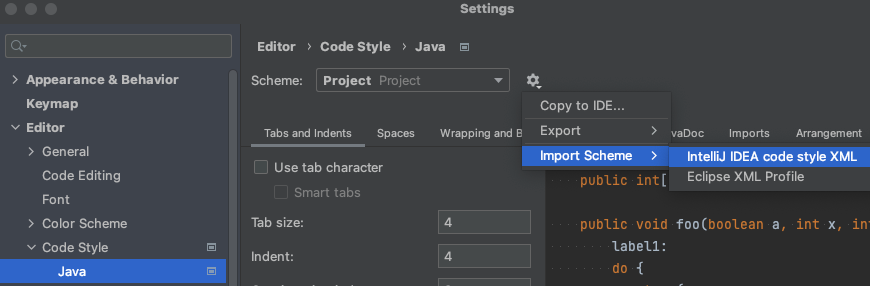 Settings
Editor › Code Style › Java
Scheme: Project Project
Copy to IDE...
Export
Import Scheme
IntelliJ IDEA code style XML
Eclipse XML Profile
Appearance & Behavior
Keymap
Editor
General
Code Editing
Font
Color Scheme
Code Style
Java
Tabs and Indents Spaces Wrapping and B avaDoc Imports Arrangement
Use tab character
Smart tabs
Tab size: 4
Indent: 4
public int[
public void foo(boolean a, int x, int
label1:
do {